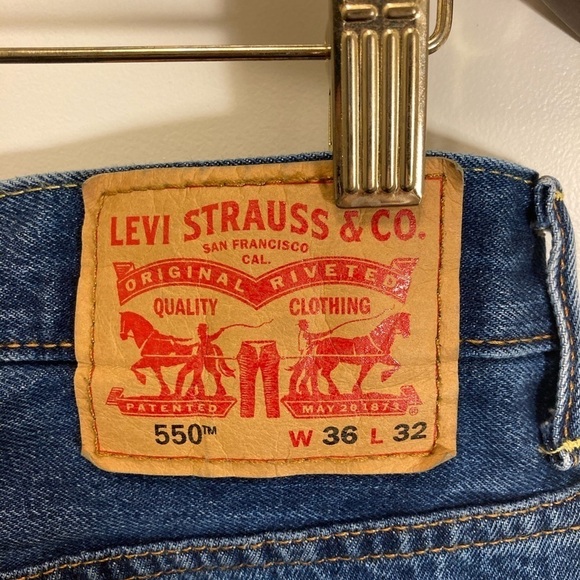 LEVI STRAUSS & CO.
SAN FRANCISCO
CAL.
ORIGINAL RIVETED
QUALITY CLOTHING
PATENTED MAY 20 1873
550™ W 36 L 32